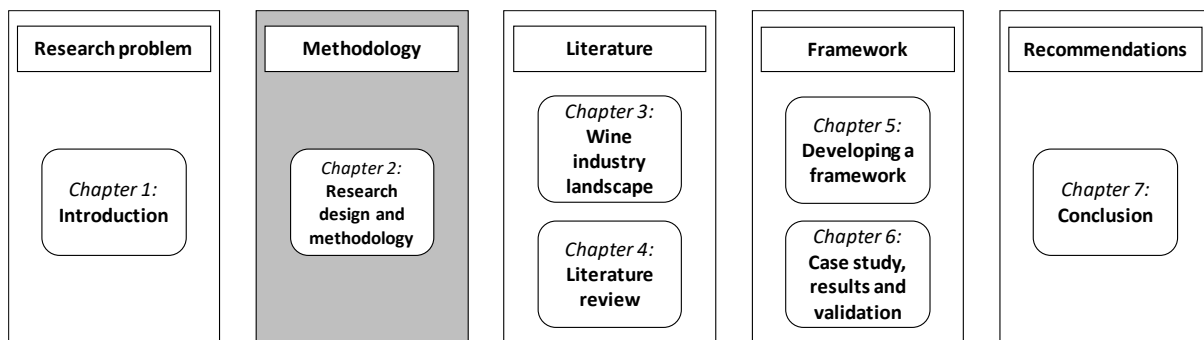 Research problem
Chapter 1:
Introduction
Methodology
Chapter 2:
Research
design and
methodology
Literature
Chapter 3:
Wine
industry
landscape
Chapter 4:
Literature
review
Framework
Chapter 5:
Developing a
framework
Chapter 6:
Case study,
results and
validation
Recommendations
Chapter 7:
Conclusion